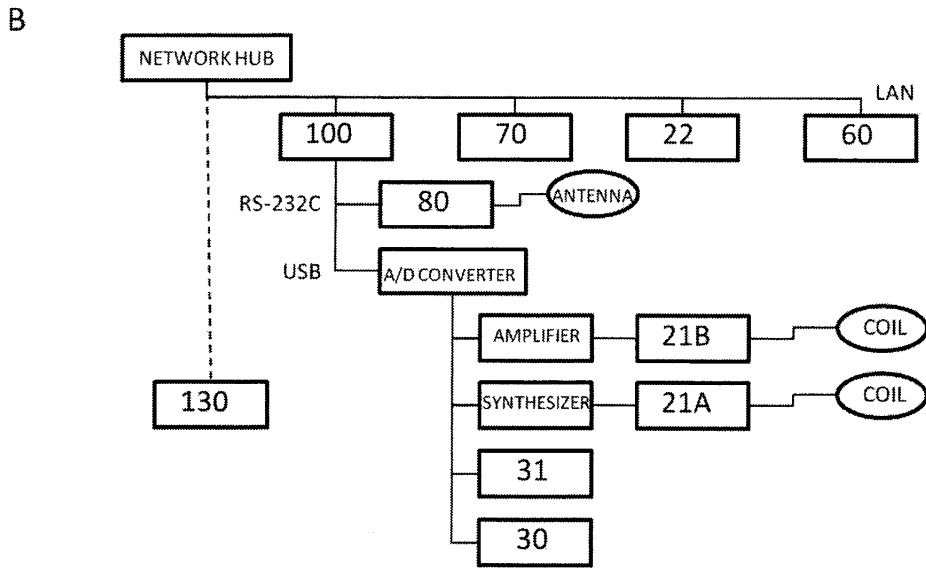 B
NETWORK HUB
LAN
100 70 22 60
RS-232C 80 ANTENNA
USB A/D CONVERTER
AMPLIFIER 21B COIL
130 SYNTHESIZER 21A COIL
31
30